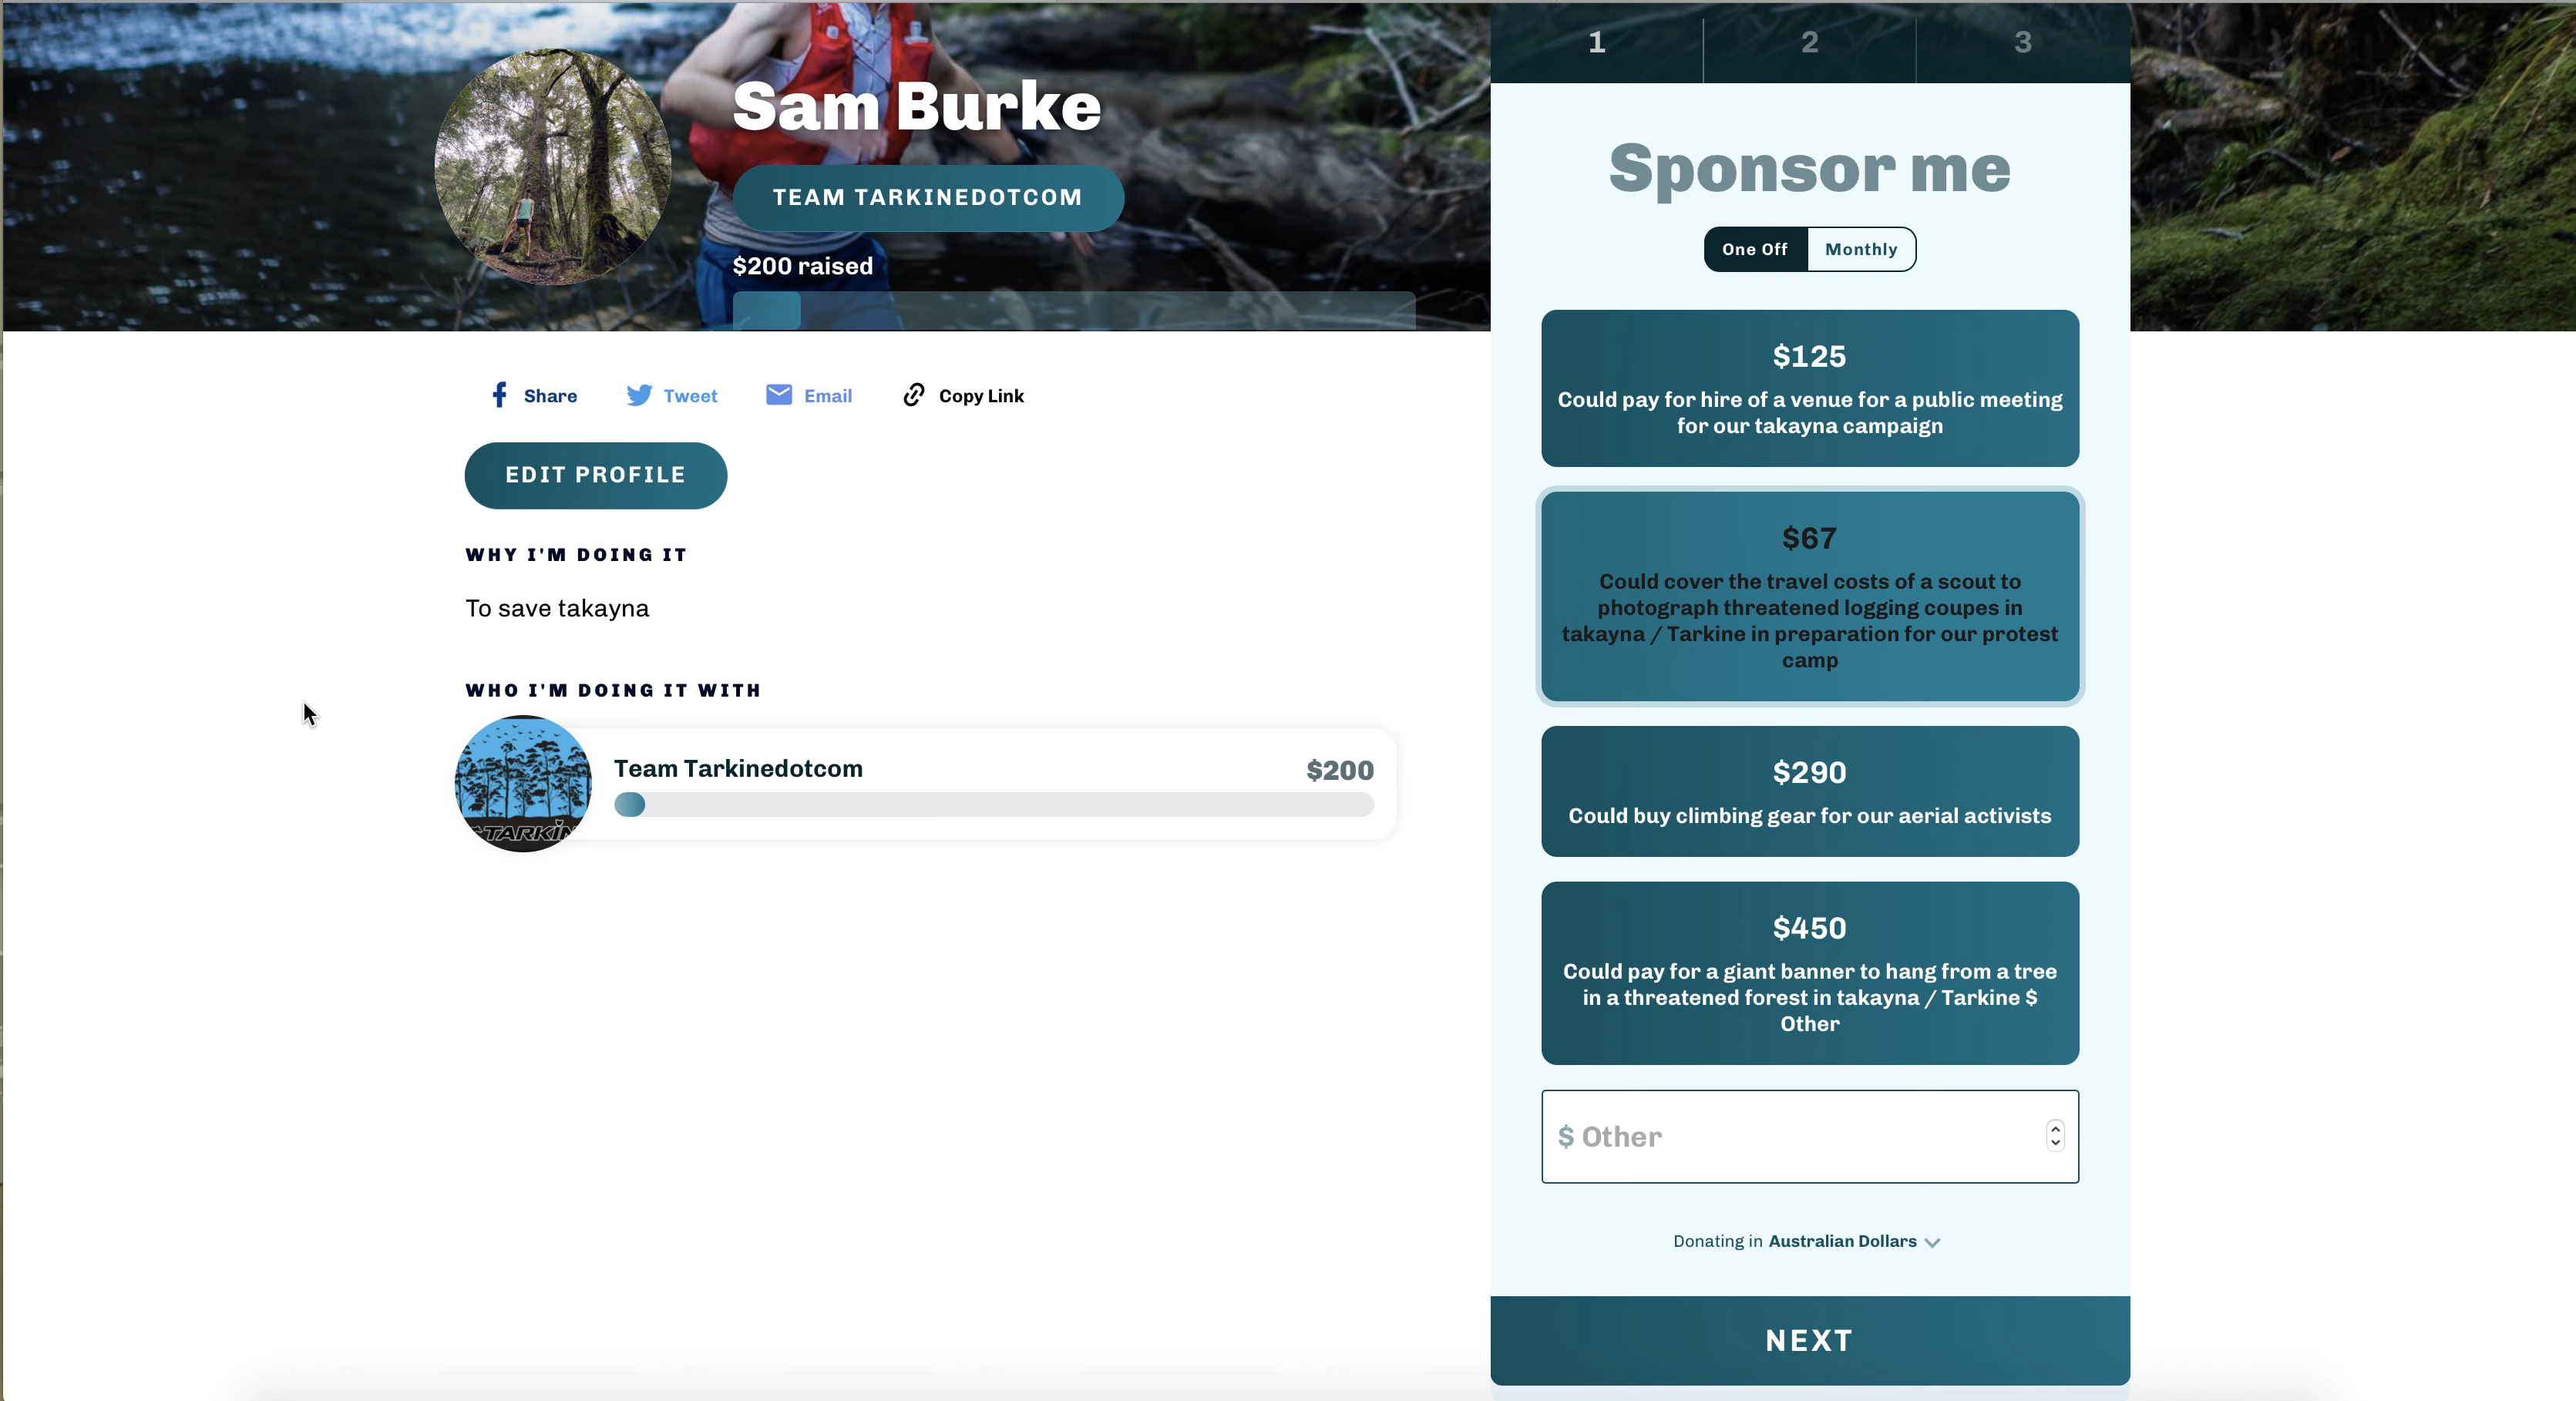 Sam Burke
TEAM TARKINEDOTCOM
$200 raised
Share
Tweet
Email
Copy Link
EDIT PROFILE
WHY I'M DOING IT
To save takayna
WHO I'M DOING IT WITH
TARKIN
Team Tarkinedotcom
$200
1
2
3
Sponsor me
One Off
Monthly
$125
Could pay for hire of a venue for a public meeting
for our takayna campaign
$67
Could cover the travel costs of a scout to
photograph threatened logging coupes in
takayna / Tarkine in preparation for our protest
camp
$290
Could buy climbing gear for our aerial activists
$450
Could pay for a giant banner to hang from a tree
in a threatened forest in takayna / Tarkine $
Other
$ Other
Donating in Australian Dollars
NEXT